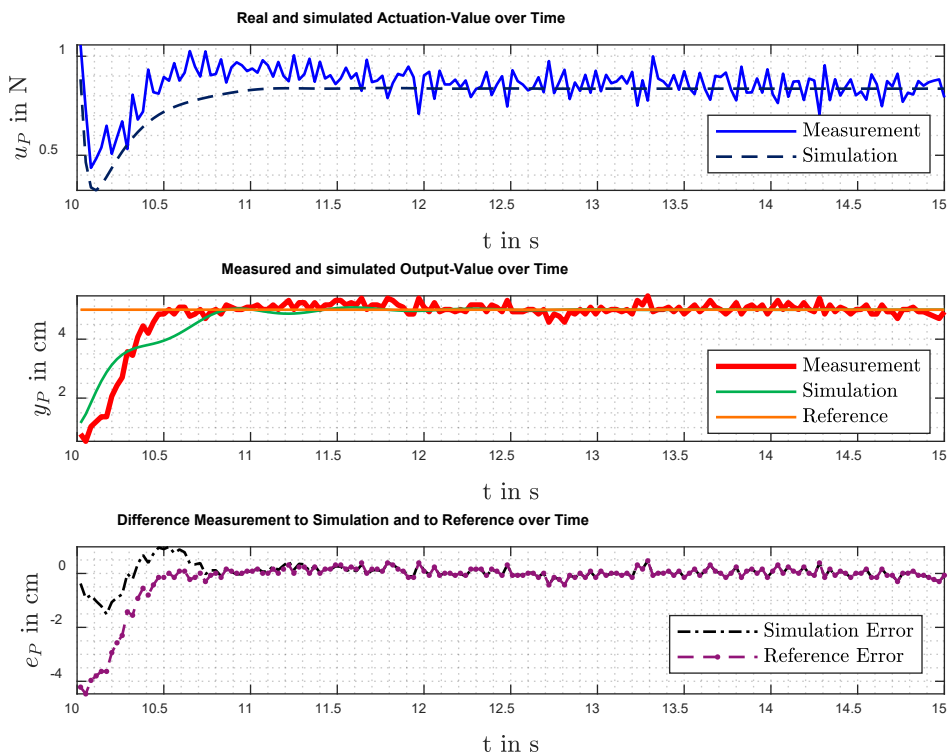 Real and simulated Actuation-Value over Time
1
0.5
u_P in N
Measurement
Simulation
10 10.5 11 11.5 12 12.5 13 13.5 14 14.5 15
t in s
Measured and simulated Output-Value over Time
4
2
y_P in cm
Measurement
Simulation
Reference
10 10.5 11 11.5 12 12.5 13 13.5 14 14.5 15
t in s
Difference Measurement to Simulation and to Reference over Time
0
-2
-4
e_P in cm
Simulation Error
Reference Error
10 10.5 11 11.5 12 12.5 13 13.5 14 14.5 15
t in s